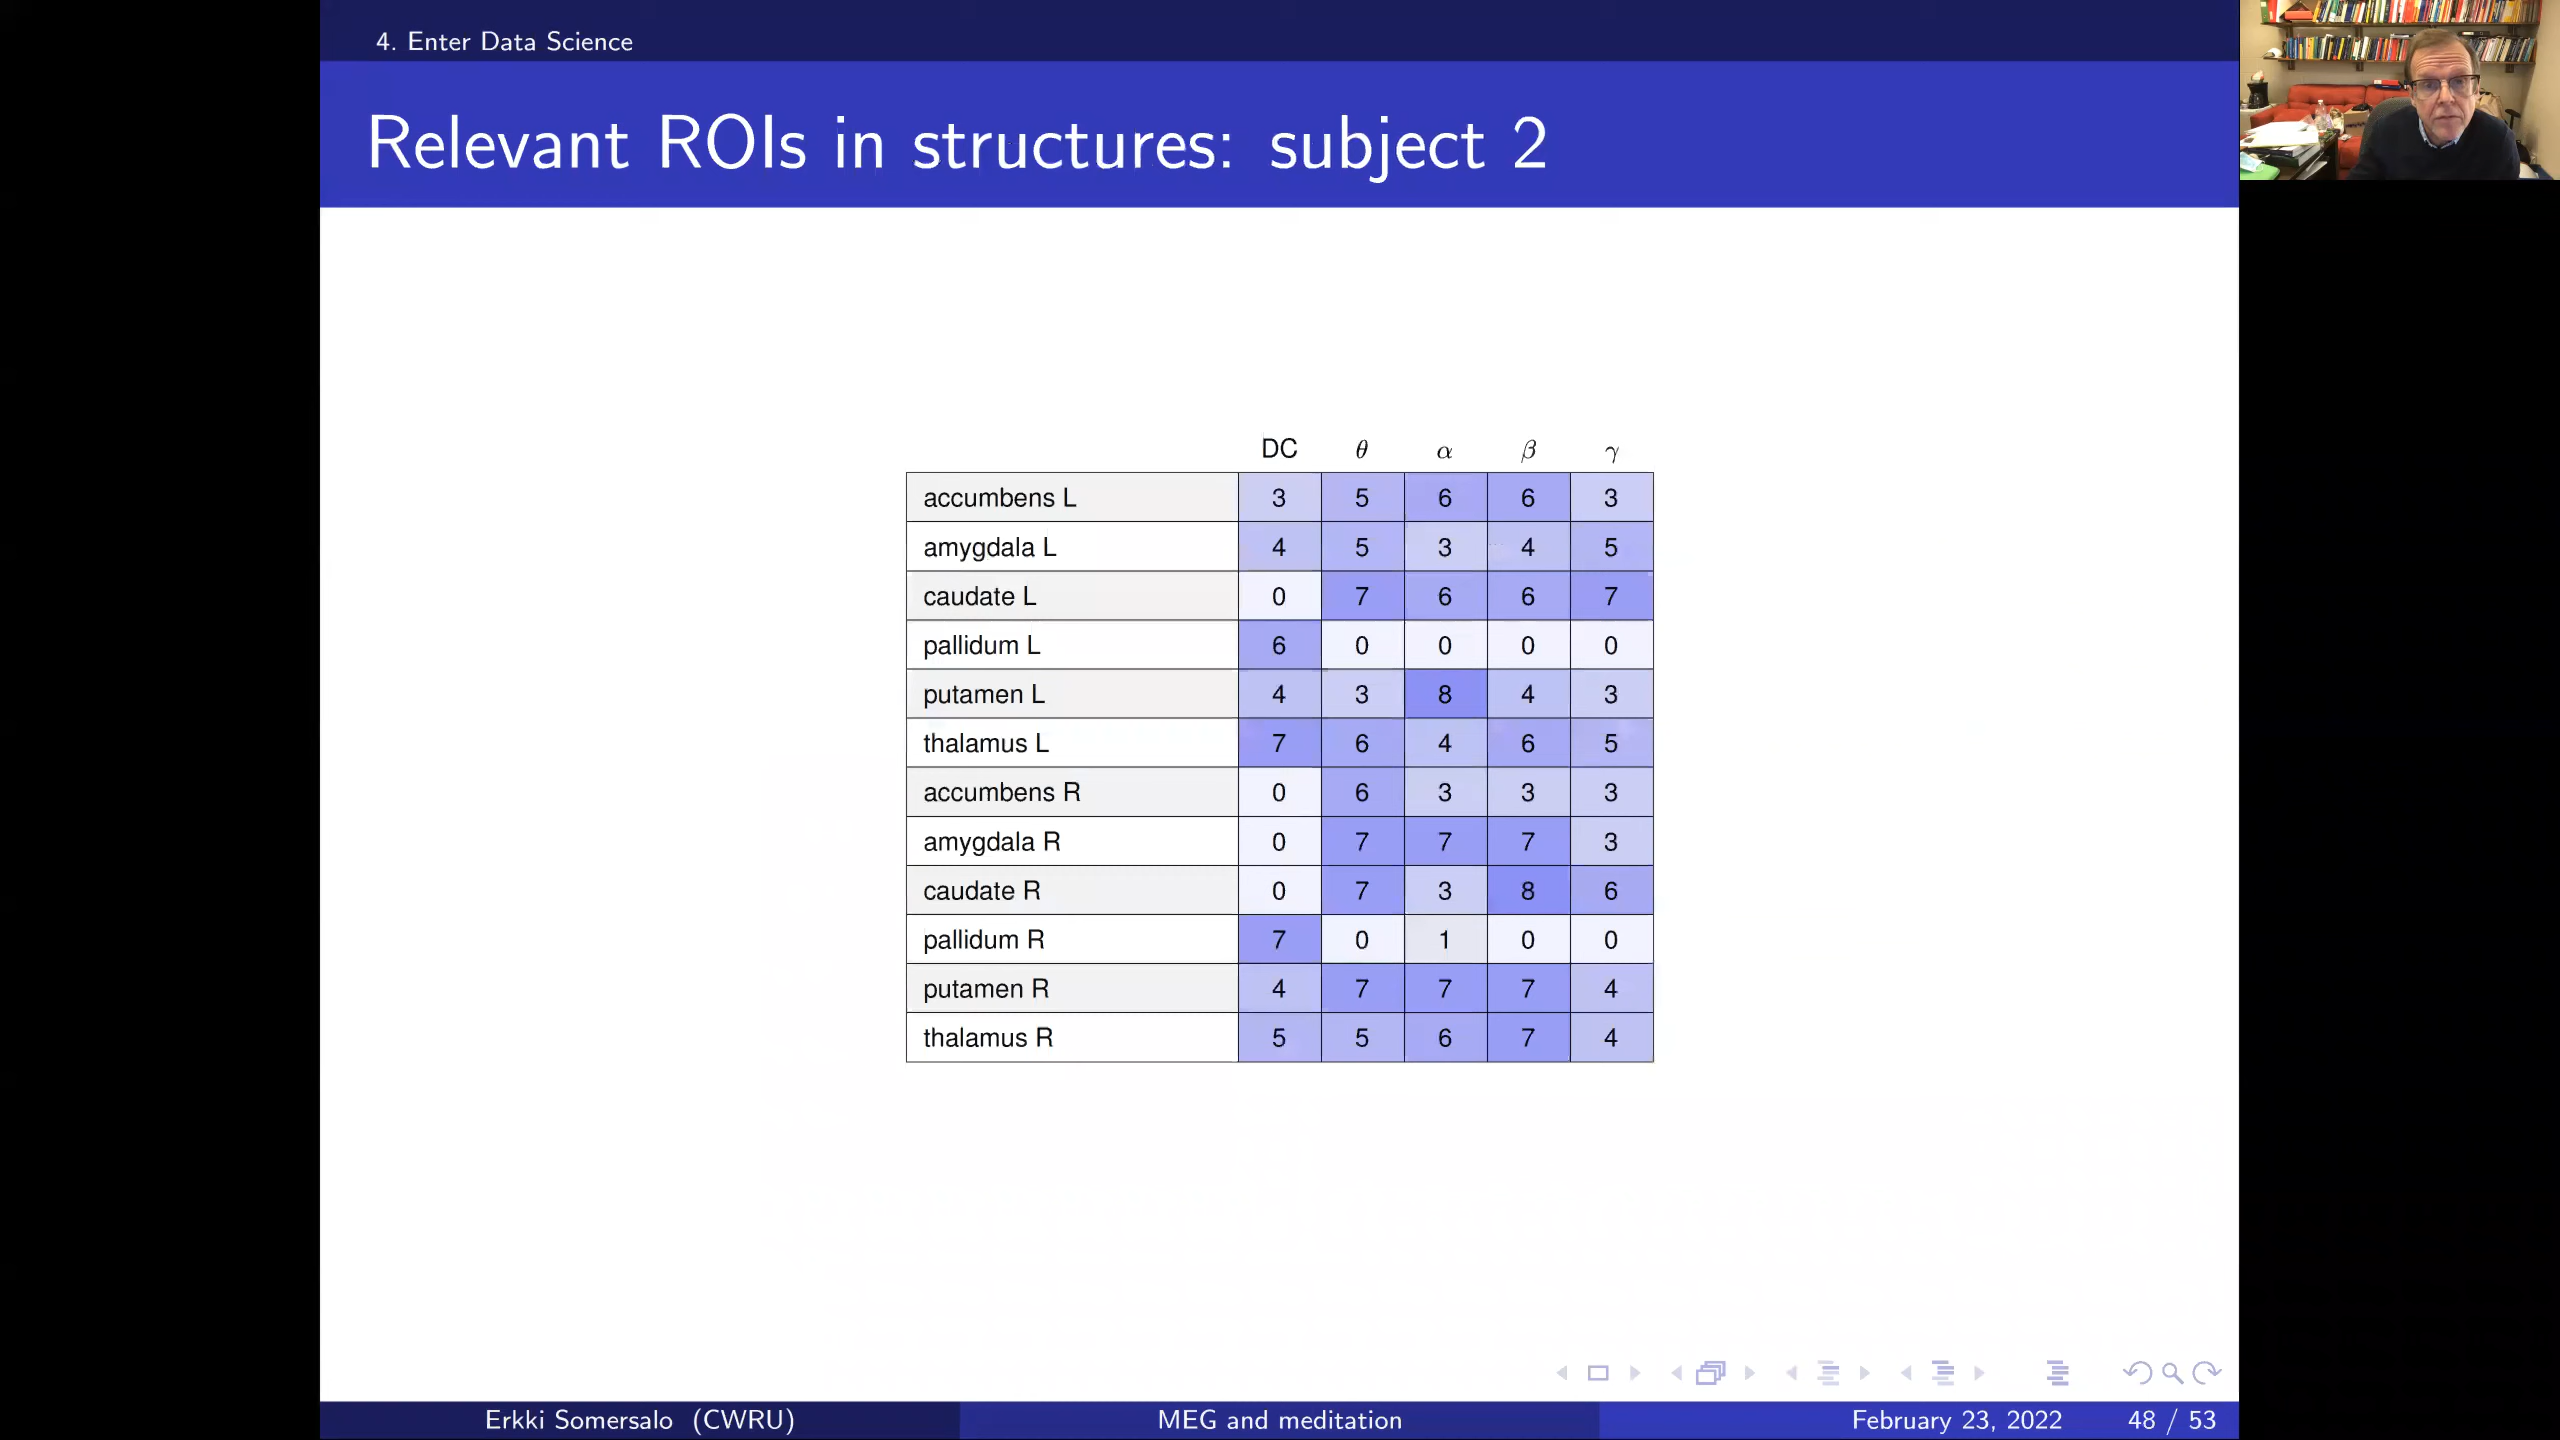 4. Enter Data Science
Relevant ROIs in structures: subject 2
DC θ α β γ
accumbens L 3 5 6 6 3
amygdala L 4 5 3 4 5
caudate L 0 7 6 6 7
pallidum L 6 0 0 0 0
putamen L 4 3 8 4 3
thalamus L 7 6 4 6 5
accumbens R 0 6 3 3 3
amygdala R 0 7 7 7 3
caudate R 0 7 3 8 6
pallidum R 7 0 1 0 0
putamen R 4 7 7 7 4
thalamus R 5 5 6 7 4
Erkki Somersalo (CWRU) MEG and meditation February 23, 2022 48 / 53